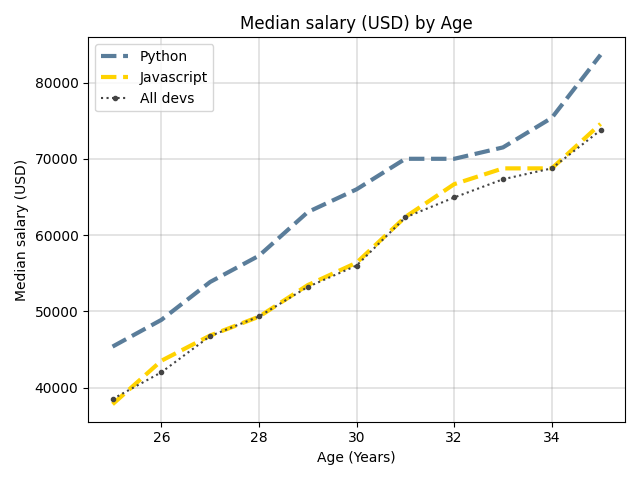 Median salary (USD) by Age
Python
Javascript
All devs
Median salary (USD)
80000
70000
60000
50000
40000
26 28 30 32 34
Age (Years)